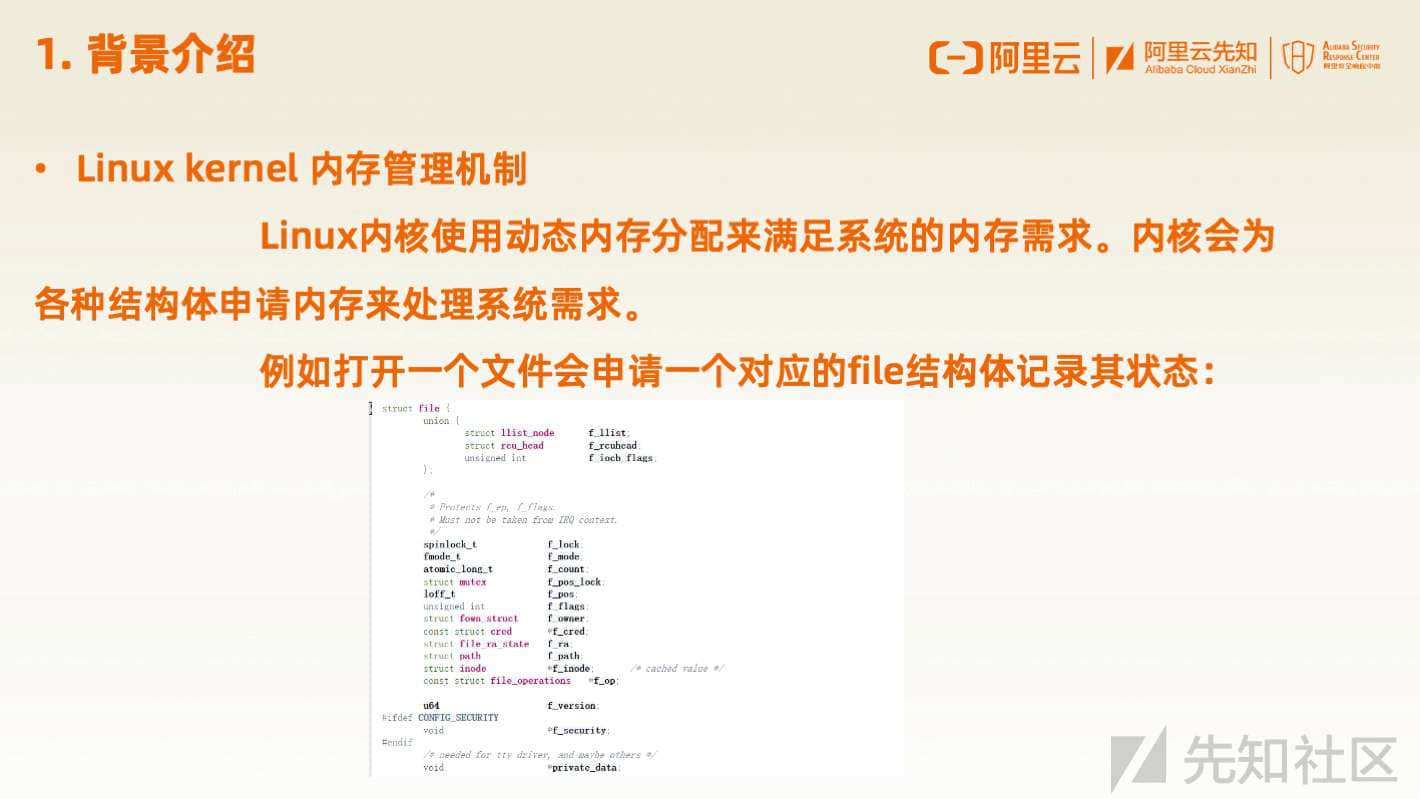 1. 背景介绍
阿里云
阿里云先知
Alibaba Cloud XianZhi
ALIBABA SECURITY
RESPONSE CENTER
阿里安全响应中心
• Linux kernel 内存管理机制
Linux内核使用动态内存分配来满足系统的内存需求。内核会为
各种结构体申请内存来处理系统需求。
例如打开一个文件会申请一个对应的file结构体记录其状态：
struct file {
union {
struct llist_node f_llist;
struct rcu_head f_rcuhead;
unsigned int f_iocb_flags;
};
/*
* Protects f_ep, f_flags.
* Must not be taken from IRQ context.
*/
spinlock_t f_lock;
fmode_t f_mode;
atomic_long_t f_count;
struct mutex f_pos_lock;
loff_t f_pos;
unsigned int f_flags;
struct fown_struct f_owner;
const struct cred *f_cred;
struct file_ra_state f_ra;
struct path f_path;
struct inode *f_inode; /* cached value */
const struct file_operations *f_op;
u64 f_version;
#ifdef CONFIG_SECURITY
void *f_security;
#endif
/* needed for tty driver, and maybe others */
void *private_data;
先知社区